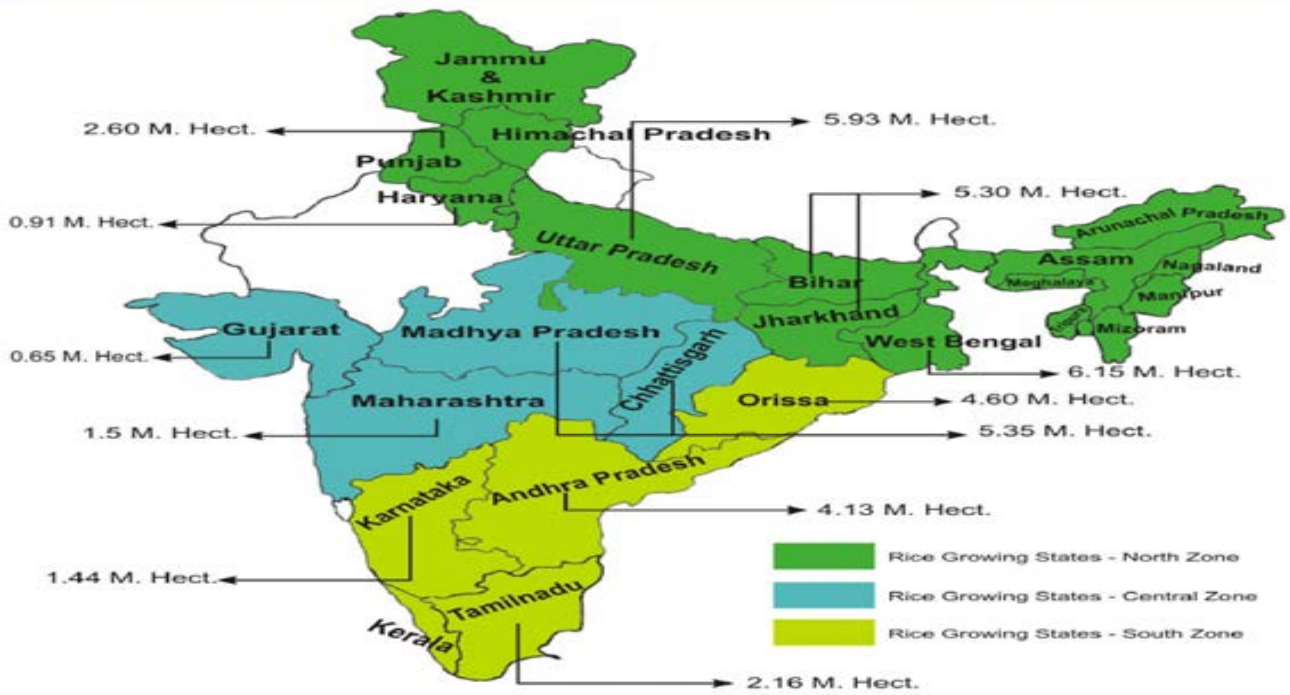 Jammu
&
Kashmir
2.60 M. Hect.
Himachal Pradesh
5.93 M. Hect.
Punjab
Haryana
5.30 M. Hect.
0.91 M. Hect.
Uttar Pradesh
Arunachal Pradesh
Assam
Bihar
Meghalaya
Nagaland
Manipur
Jharkhand
Tripura
Mizoram
Gujarat
Madhya Pradesh
West Bengal
0.65 M. Hect.
Chhattisgarh
6.15 M. Hect.
Maharashtra
Orissa
4.60 M. Hect.
1.5 M. Hect.
5.35 M. Hect.
Karnataka
Andhra Pradesh
4.13 M. Hect.
Rice Growing States - North Zone
1.44 M. Hect.
Tamilnadu
Rice Growing States - Central Zone
Kerala
Rice Growing States - South Zone
2.16 M. Hect.